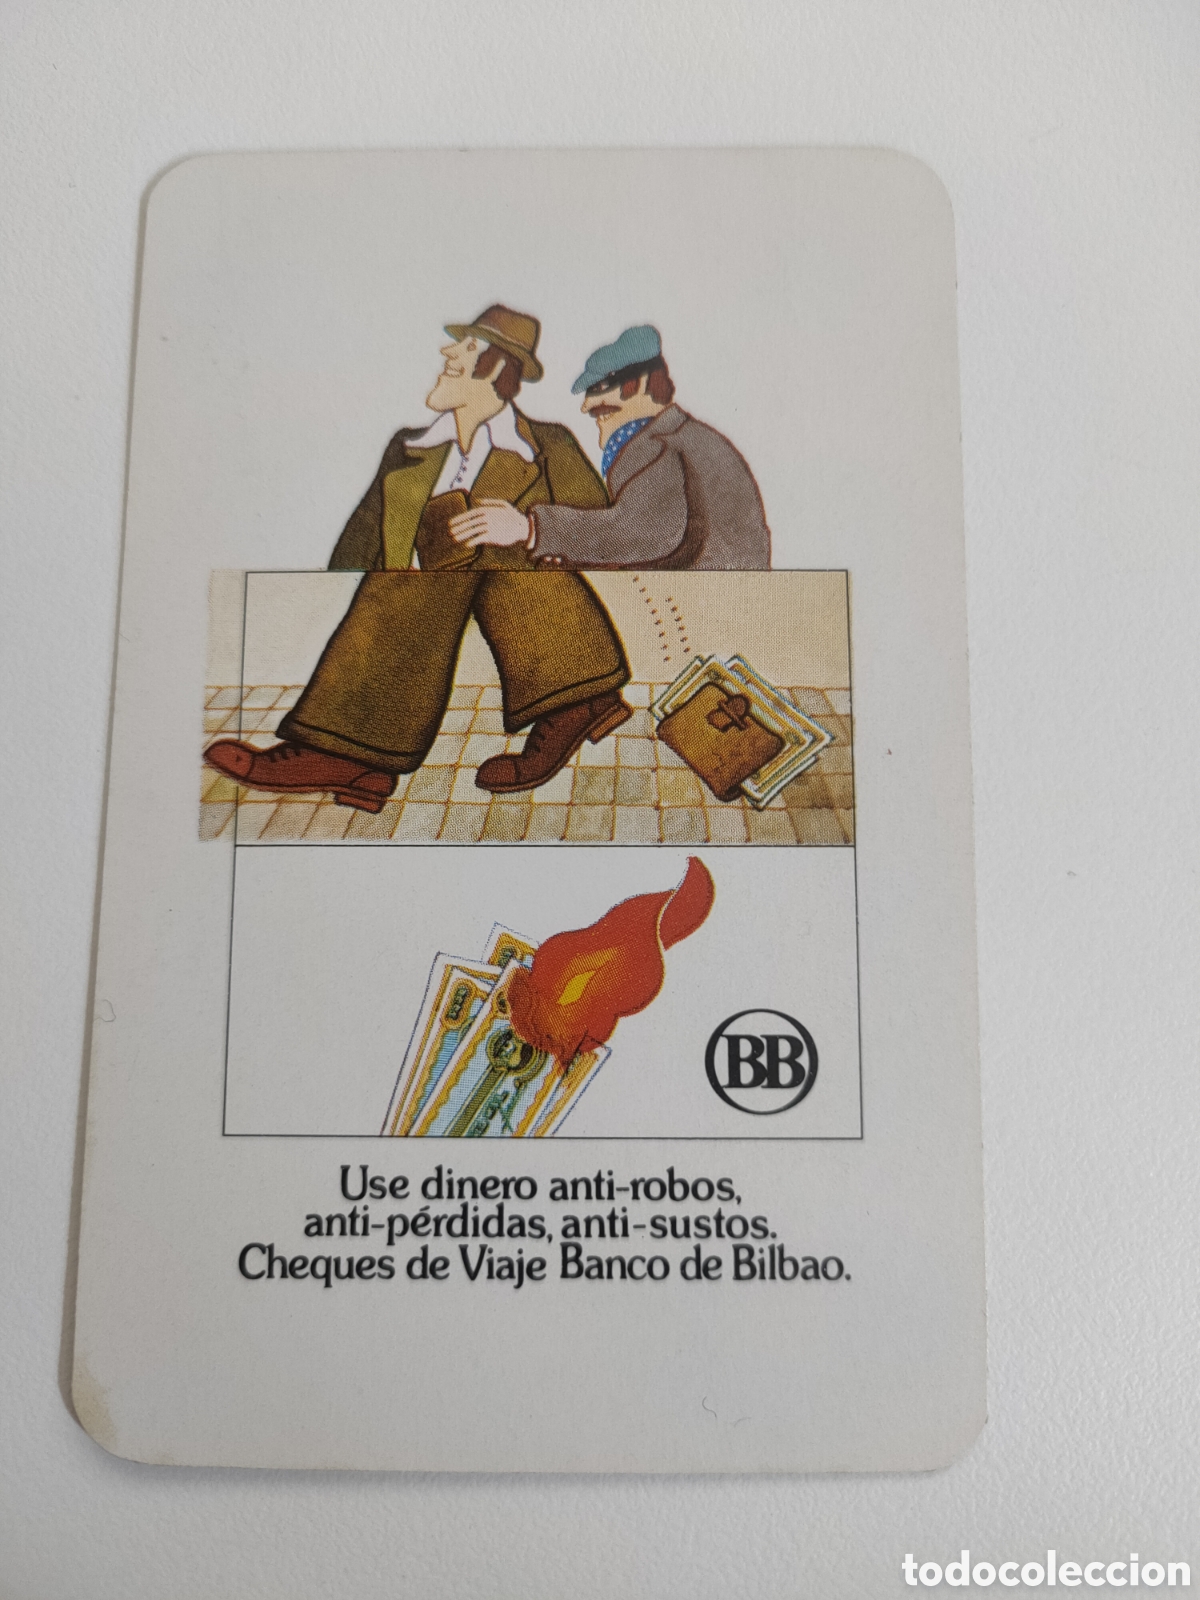 BB
Use dinero anti-robos,
anti-pérdidas, anti-sustos.
Cheques de Viaje Banco de Bilbao.
todocoleccion